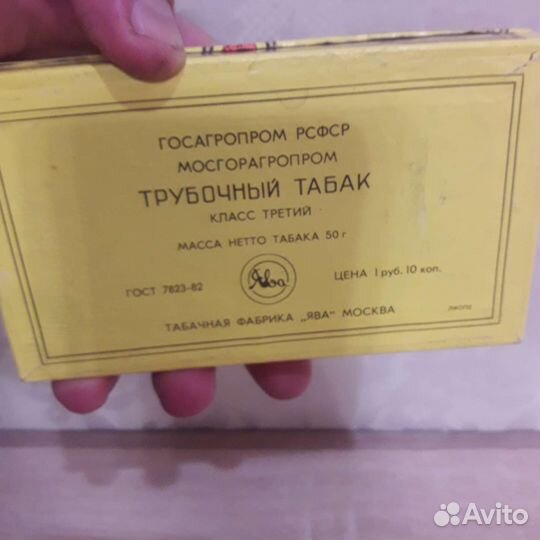 ГОСАГРОПРОМ РСФСР
МОСГОРАГРОПРОМ
ТРУБОЧНЫЙ ТАБАК
КЛАСС ТРЕТИЙ
МАССА НЕТТО ТАБАКА 50 г
ГОСТ 7823-82 Ява ЦЕНА 1 руб. 10 коп.
ТАБАЧНАЯ ФАБРИКА „ЯВА" МОСКВА
Avito